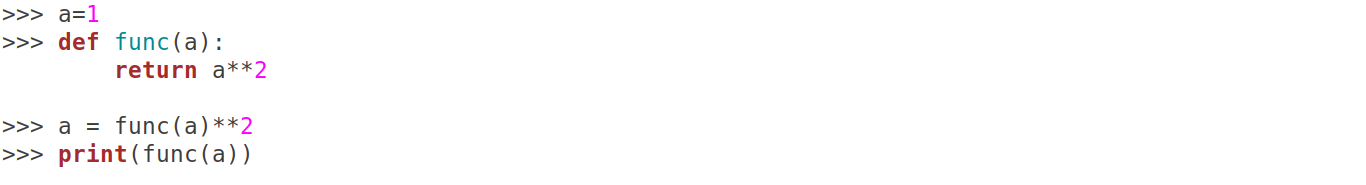 >>> a=1
>>> def func(a):
        return a**2
>>> a = func(a)**2
>>> print(func(a))